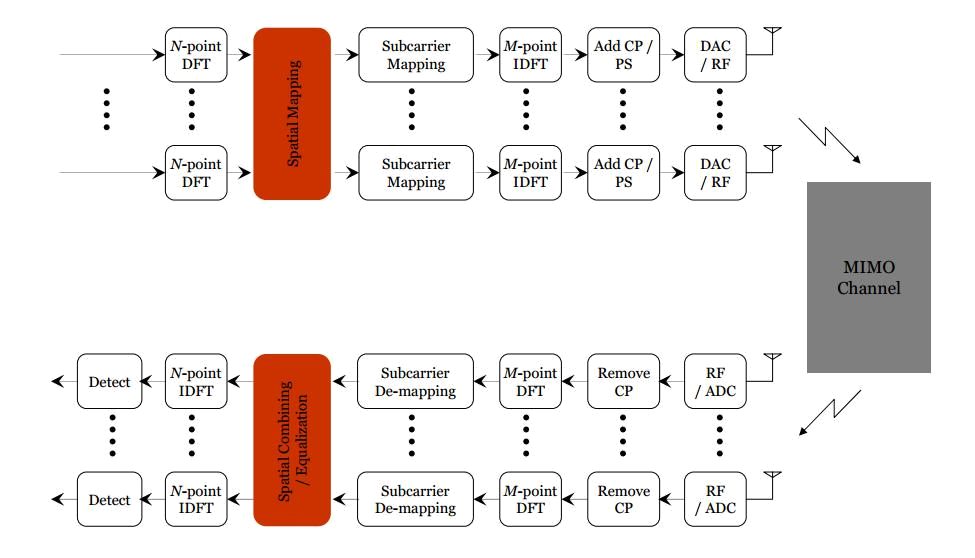 N-point
DFT
Spatial Mapping
Subcarrier
Mapping
M-point
IDFT
Add CP /
PS
DAC
/ RF
N-point
DFT
Subcarrier
Mapping
M-point
IDFT
Add CP /
PS
DAC
/ RF
MIMO
Channel
Detect
N-point
IDFT
Spatial Combining
/ Equalization
Subcarrier
De-mapping
M-point
DFT
Remove
CP
RF
/ ADC
Detect
N-point
IDFT
Subcarrier
De-mapping
M-point
DFT
Remove
CP
RF
/ ADC